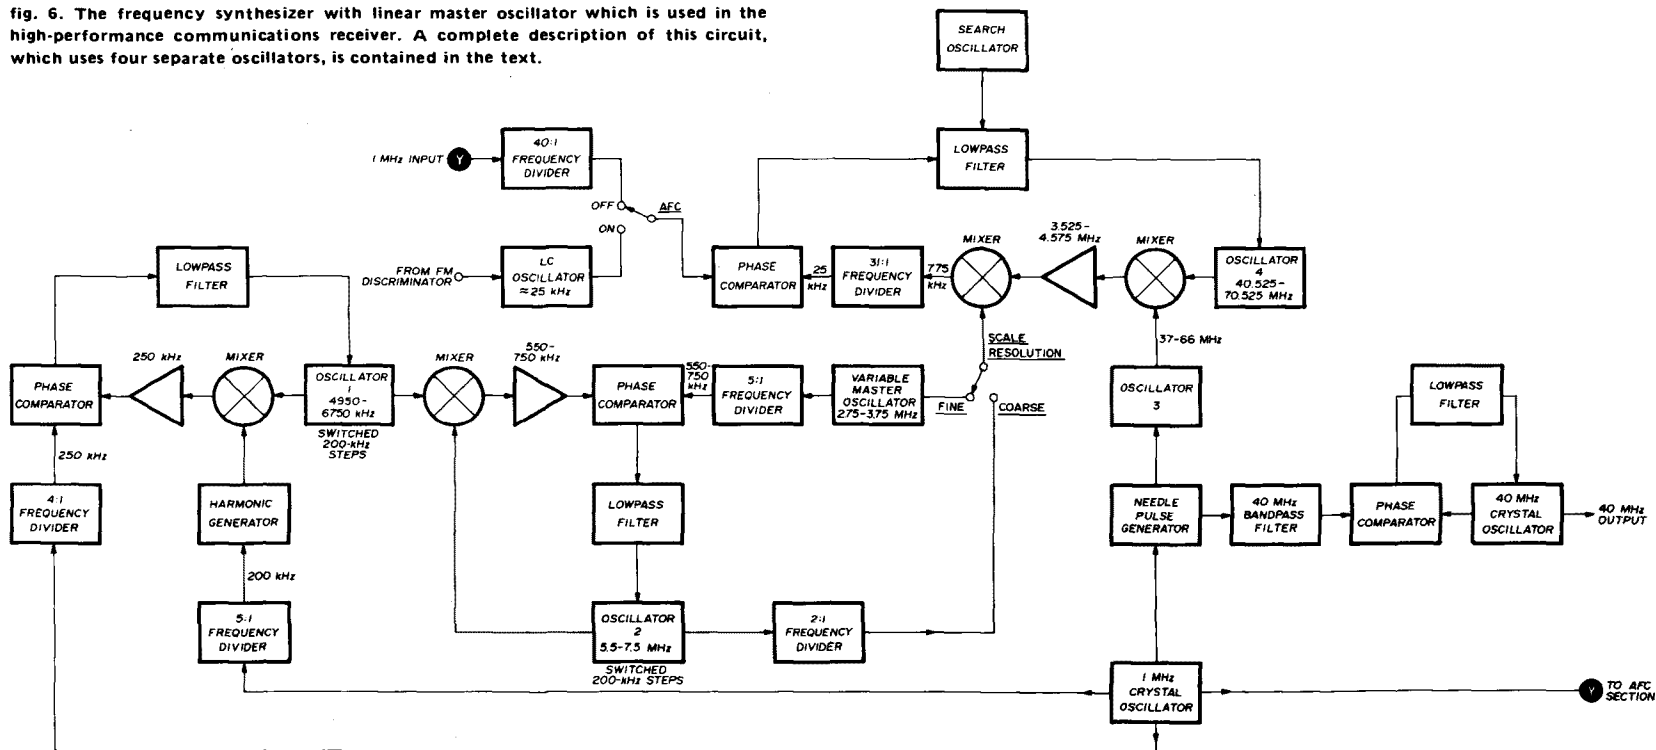 fig. 6. The frequency synthesizer with linear master oscillator which is used in the
high-performance communications receiver. A complete description of this circuit,
which uses four separate oscillators, is contained in the text.
SEARCH
OSCILLATOR
LOWPASS
FILTER
1 MHz INPUT
Y
40:1
FREQUENCY
DIVIDER
OFF
AFC
ON
FROM FM
DISCRIMINATOR
LC
OSCILLATOR
≈25 kHz
PHASE
COMPARATOR
25
kHz
31:1
FREQUENCY
DIVIDER
775
kHz
MIXER
3.525-
4.575 MHz
MIXER
OSCILLATOR
4
40.525-
70.525 MHz
LOWPASS
FILTER
PHASE
COMPARATOR
250 kHz
MIXER
OSCILLATOR
1
4950-
6750 kHz
SWITCHED
200-kHz
STEPS
MIXER
550-
750 kHz
PHASE
COMPARATOR
550-
750
kHz
5:1
FREQUENCY
DIVIDER
VARIABLE
MASTER
OSCILLATOR
2.75-3.75 MHz
SCALE
RESOLUTION
FINE
COARSE
37-66 MHz
OSCILLATOR
3
LOWPASS
FILTER
250 kHz
4:1
FREQUENCY
DIVIDER
HARMONIC
GENERATOR
LOWPASS
FILTER
NEEDLE
PULSE
GENERATOR
40 MHz
BANDPASS
FILTER
PHASE
COMPARATOR
40 MHz
CRYSTAL
OSCILLATOR
40 MHz
OUTPUT
200 kHz
5:1
FREQUENCY
DIVIDER
OSCILLATOR
2
5.5-7.5 MHz
SWITCHED
200-kHz STEPS
2:1
FREQUENCY
DIVIDER
1 MHz
CRYSTAL
OSCILLATOR
Y
TO AFC
SECTION